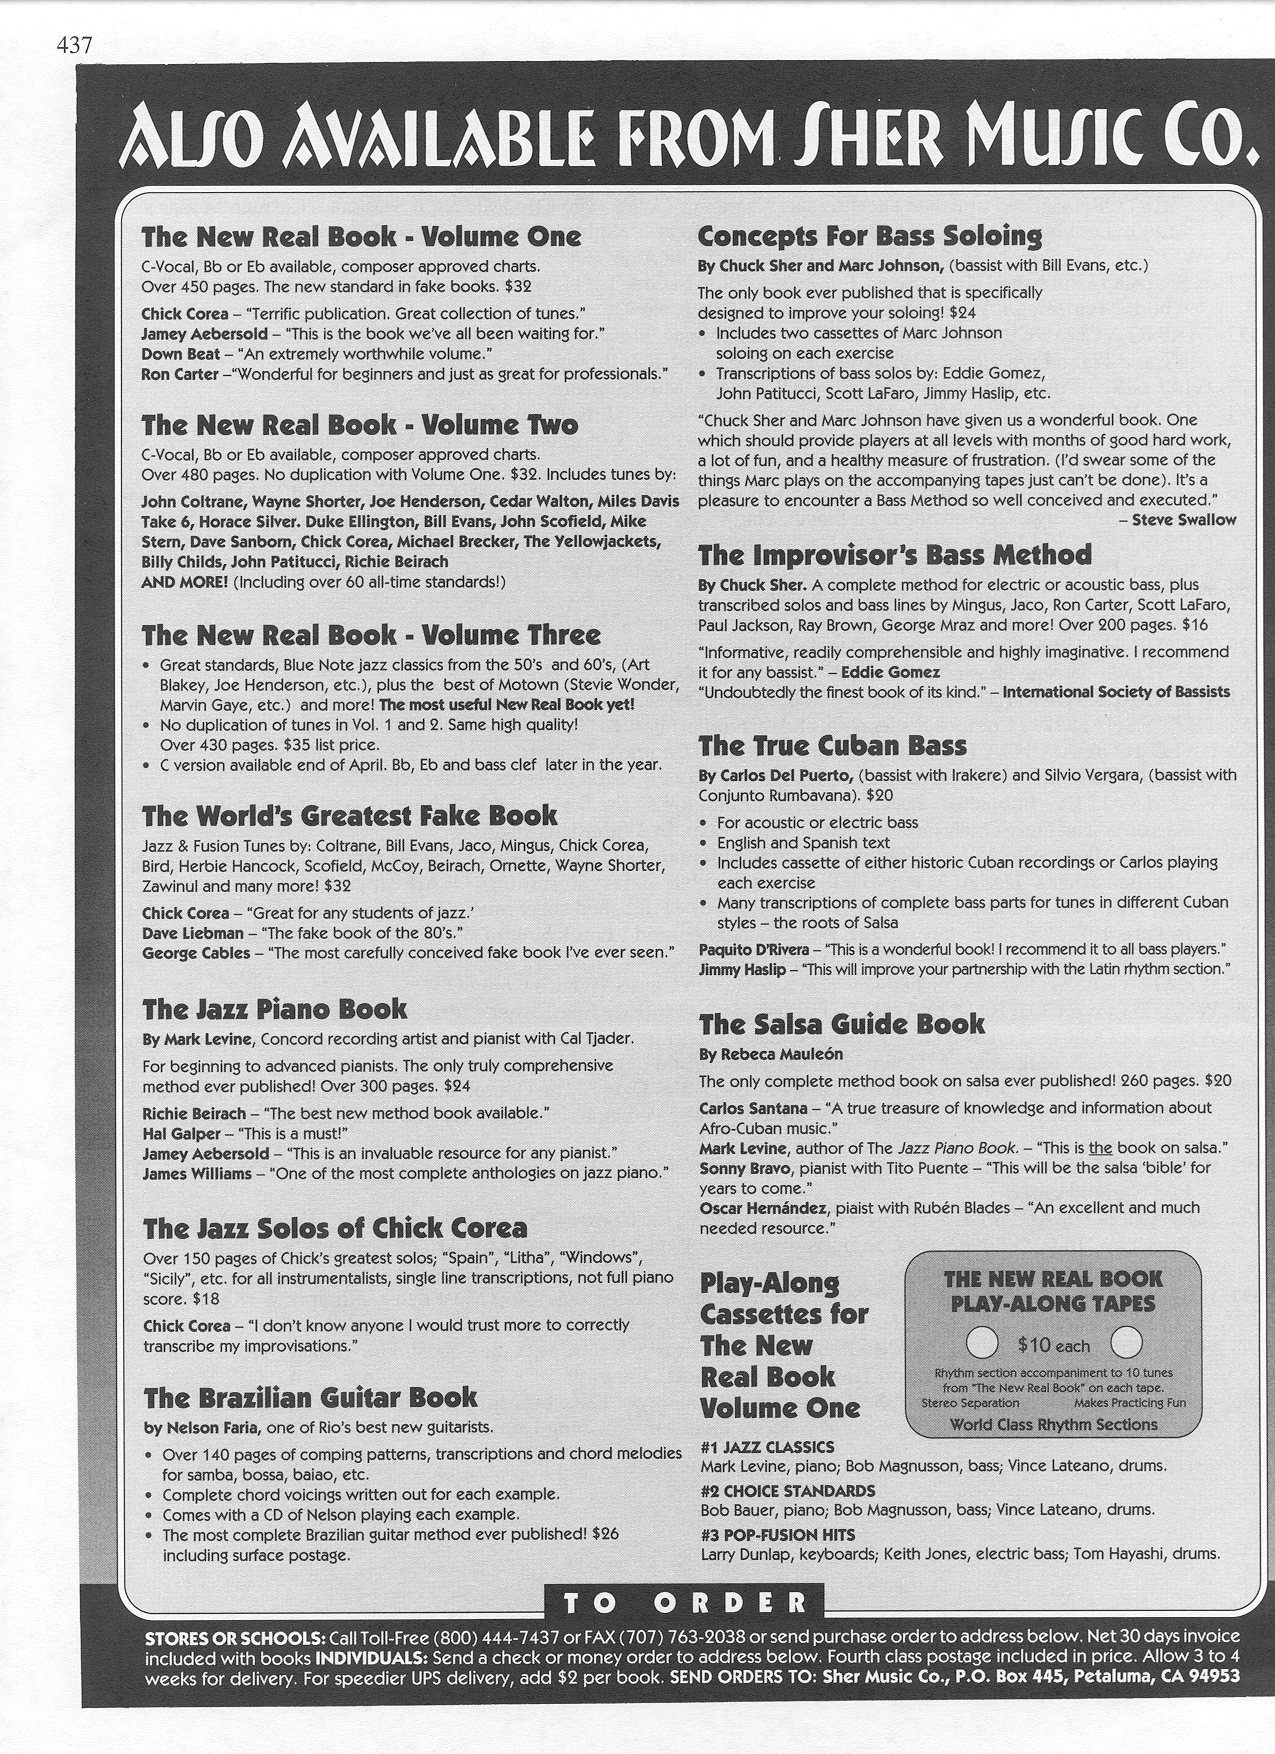 437
Also Available from Sher Music Co.
The New Real Book - Volume One
C-Vocal, Bb or Eb available, composer approved charts.
Over 450 pages. The new standard in fake books. $32
Chick Corea – “Terrific publication. Great collection of tunes.”
Jamey Aebersold – “This is the book we've all been waiting for.”
Down Beat – “An extremely worthwhile volume.”
Ron Carter –“Wonderful for beginners and just as great for professionals.”
The New Real Book - Volume Two
C-Vocal, Bb or Eb available, composer approved charts.
Over 480 pages. No duplication with Volume One. $32. Includes tunes by:
John Coltrane, Wayne Shorter, Joe Henderson, Cedar Walton, Miles Davis
Take 6, Horace Silver. Duke Ellington, Bill Evans, John Scofield, Mike
Stern, Dave Sanborn, Chick Corea, Michael Brecker, The Yellowjackets,
Billy Childs, John Patitucci, Richie Beirach
AND MORE! (Including over 60 all-time standards!)
The New Real Book - Volume Three
• Great standards, Blue Note jazz classics from the 50's and 60's, (Art
Blakey, Joe Henderson, etc.), plus the best of Motown (Stevie Wonder,
Marvin Gaye, etc.) and more! The most useful New Real Book yet!
• No duplication of tunes in Vol. 1 and 2. Same high quality!
Over 430 pages. $35 list price.
• C version available end of April. Bb, Eb and bass clef later in the year.
The World's Greatest Fake Book
Jazz & Fusion Tunes by: Coltrane, Bill Evans, Jaco, Mingus, Chick Corea,
Bird, Herbie Hancock, Scofield, McCoy, Beirach, Ornette, Wayne Shorter,
Zawinul and many more! $32
Chick Corea – “Great for any students of jazz.’
Dave Liebman – “The fake book of the 80's.”
George Cables – “The most carefully conceived fake book I've ever seen.”
The Jazz Piano Book
By Mark Levine, Concord recording artist and pianist with Cal Tjader.
For beginning to advanced pianists. The only truly comprehensive
method ever published! Over 300 pages. $24
Richie Beirach – “The best new method book available.”
Hal Galper – “This is a must!”
Jamey Aebersold – “This is an invaluable resource for any pianist.”
James Williams – “One of the most complete anthologies on jazz piano.”
The Jazz Solos of Chick Corea
Over 150 pages of Chick's greatest solos; “Spain”, “Litha”, “Windows”,
“Sicily”, etc. for all instrumentalists, single line transcriptions, not full piano
score. $18
Chick Corea – “I don't know anyone I would trust more to correctly
transcribe my improvisations.”
The Brazilian Guitar Book
by Nelson Faria, one of Rio's best new guitarists.
• Over 140 pages of comping patterns, transcriptions and chord melodies
for samba, bossa, baiao, etc.
• Complete chord voicings written out for each example.
• Comes with a CD of Nelson playing each example.
• The most complete Brazilian guitar method ever published! $26
including surface postage.
Concepts For Bass Soloing
By Chuck Sher and Marc Johnson, (bassist with Bill Evans, etc.)
The only book ever published that is specifically
designed to improve your soloing! $24
• Includes two cassettes of Marc Johnson
soloing on each exercise
• Transcriptions of bass solos by: Eddie Gomez,
John Patitucci, Scott LaFaro, Jimmy Haslip, etc.
“Chuck Sher and Marc Johnson have given us a wonderful book. One
which should provide players at all levels with months of good hard work,
a lot of fun, and a healthy measure of frustration. (I'd swear some of the
things Marc plays on the accompanying tapes just can't be done). It's a
pleasure to encounter a Bass Method so well conceived and executed.”
– Steve Swallow
The Improvisor's Bass Method
By Chuck Sher. A complete method for electric or acoustic bass, plus
transcribed solos and bass lines by Mingus, Jaco, Ron Carter, Scott LaFaro,
Paul Jackson, Ray Brown, George Mraz and more! Over 200 pages. $16
“Informative, readily comprehensible and highly imaginative. I recommend
it for any bassist.” – Eddie Gomez
“Undoubtedly the finest book of its kind.” – International Society of Bassists
The True Cuban Bass
By Carlos Del Puerto, (bassist with Irakere) and Silvio Vergara, (bassist with
Conjunto Rumbavana). $20
• For acoustic or electric bass
• English and Spanish text
• Includes cassette of either historic Cuban recordings or Carlos playing
each exercise
• Many transcriptions of complete bass parts for tunes in different Cuban
styles – the roots of Salsa
Paquito D'Rivera – “This is a wonderful book! I recommend it to all bass players.”
Jimmy Haslip – “This will improve your partnership with the Latin rhythm section.”
The Salsa Guide Book
By Rebeca Mauleón
The only complete method book on salsa ever published! 260 pages. $20
Carlos Santana – “A true treasure of knowledge and information about
Afro-Cuban music.”
Mark Levine, author of The Jazz Piano Book. – “This is the book on salsa.”
Sonny Bravo, pianist with Tito Puente – “This will be the salsa ‘bible’ for
years to come.”
Oscar Hernández, piaist with Rubén Blades – “An excellent and much
needed resource.”
Play-Along
Cassettes for
The New
Real Book
Volume One
THE NEW REAL BOOK
PLAY-ALONG TAPES
$10 each
Rhythm section accompaniment to 10 tunes
from “The New Real Book” on each tape.
Stereo Separation Makes Practicing Fun
World Class Rhythm Sections
#1 JAZZ CLASSICS
Mark Levine, piano; Bob Magnusson, bass; Vince Lateano, drums.
#2 CHOICE STANDARDS
Bob Bauer, piano; Bob Magnusson, bass; Vince Lateano, drums.
#3 POP-FUSION HITS
Larry Dunlap, keyboards; Keith Jones, electric bass; Tom Hayashi, drums.
TO ORDER
STORES OR SCHOOLS: Call Toll-Free (800) 444-7437 or FAX (707) 763-2038 or send purchase order to address below. Net 30 days invoice
included with books INDIVIDUALS: Send a check or money order to address below. Fourth class postage included in price. Allow 3 to 4
weeks for delivery. For speedier UPS delivery, add $2 per book. SEND ORDERS TO: Sher Music Co., P.O. Box 445, Petaluma, CA 94953